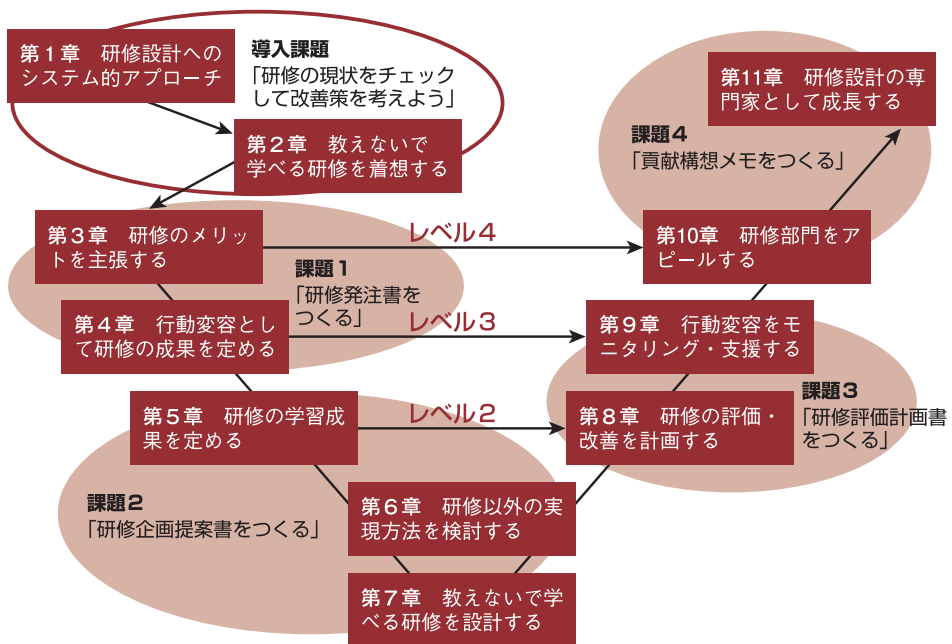 第1章　研修設計への
システム的アプローチ
導入課題
「研修の現状をチェック
して改善策を考えよう」
第2章　教えないで
学べる研修を着想する
第3章　研修のメリッ
トを主張する
課題1
「研修発注書を
つくる」
第4章　行動変容とし
て研修の成果を定める
第5章　研修の学習成
果を定める
課題2
「研修企画提案書をつくる」
第6章　研修以外の実
現方法を検討する
第7章　教えないで学
べる研修を設計する
レベル4
レベル3
レベル2
第8章　研修の評価・
改善を計画する
課題3
「研修評価計画書
をつくる」
第9章　行動変容をモ
ニタリング・支援する
第10章　研修部門をア
ピールする
課題4
「貢献構想メモをつくる」
第11章　研修設計の専
門家として成長する